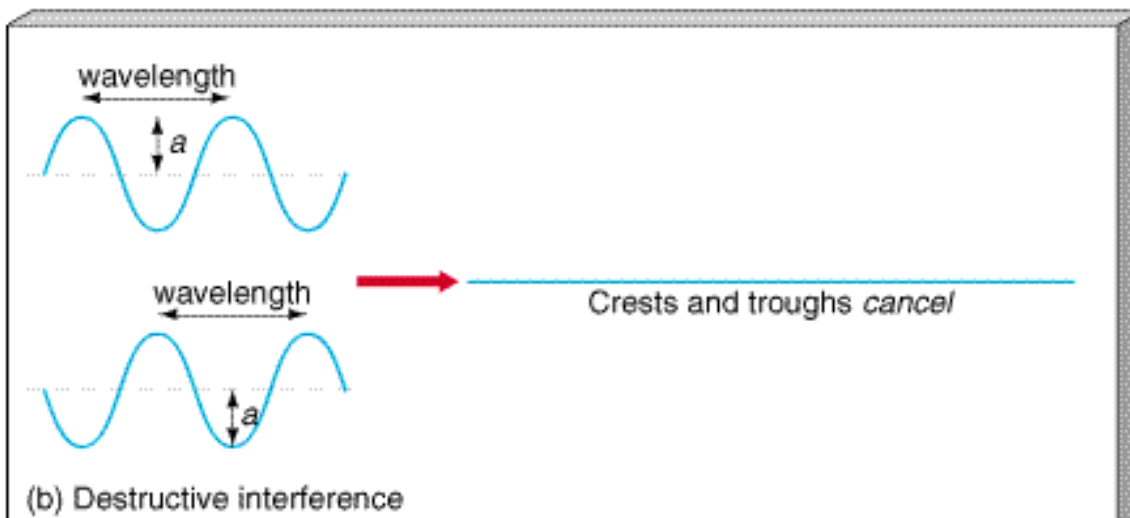 wavelength
a
wavelength
Crests and troughs cancel
a
(b) Destructive interference